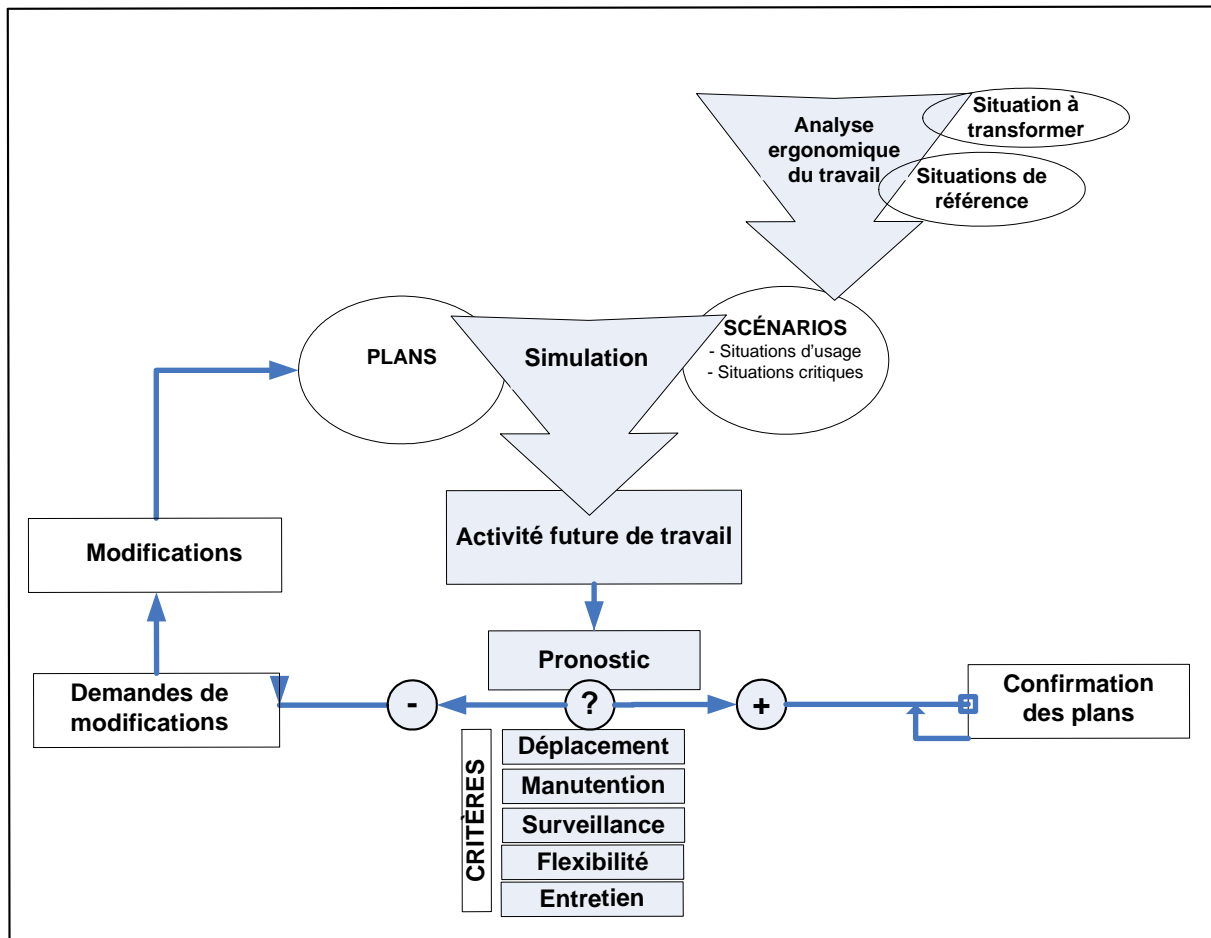 Analyse
ergonomique
du travail
Situation à
transformer
Situations de
référence
PLANS
Simulation
SCÉNARIOS
- Situations d'usage
- Situations critiques
Activité future de travail
Modifications
Pronostic
Demandes de
modifications
-
?
+
Confirmation
des plans
CRITÈRES
Déplacement
Manutention
Surveillance
Flexibilité
Entretien